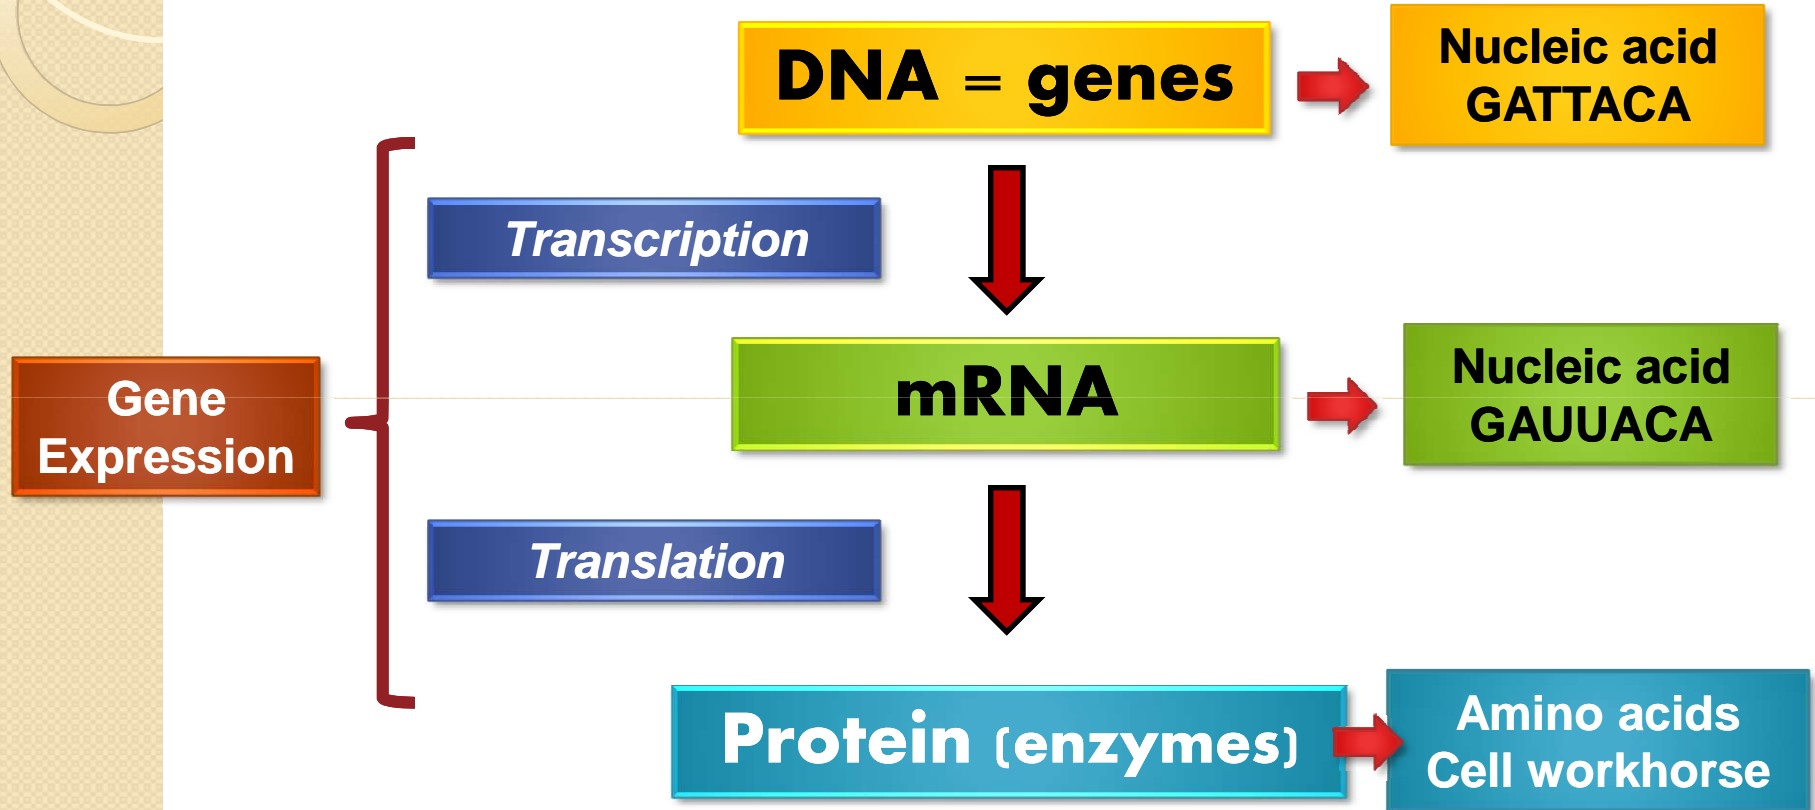 DNA = genes
Nucleic acid
GATTACA
Transcription
mRNA
Nucleic acid
GAUUACA
Gene
Expression
Translation
Protein (enzymes)
Amino acids
Cell workhorse